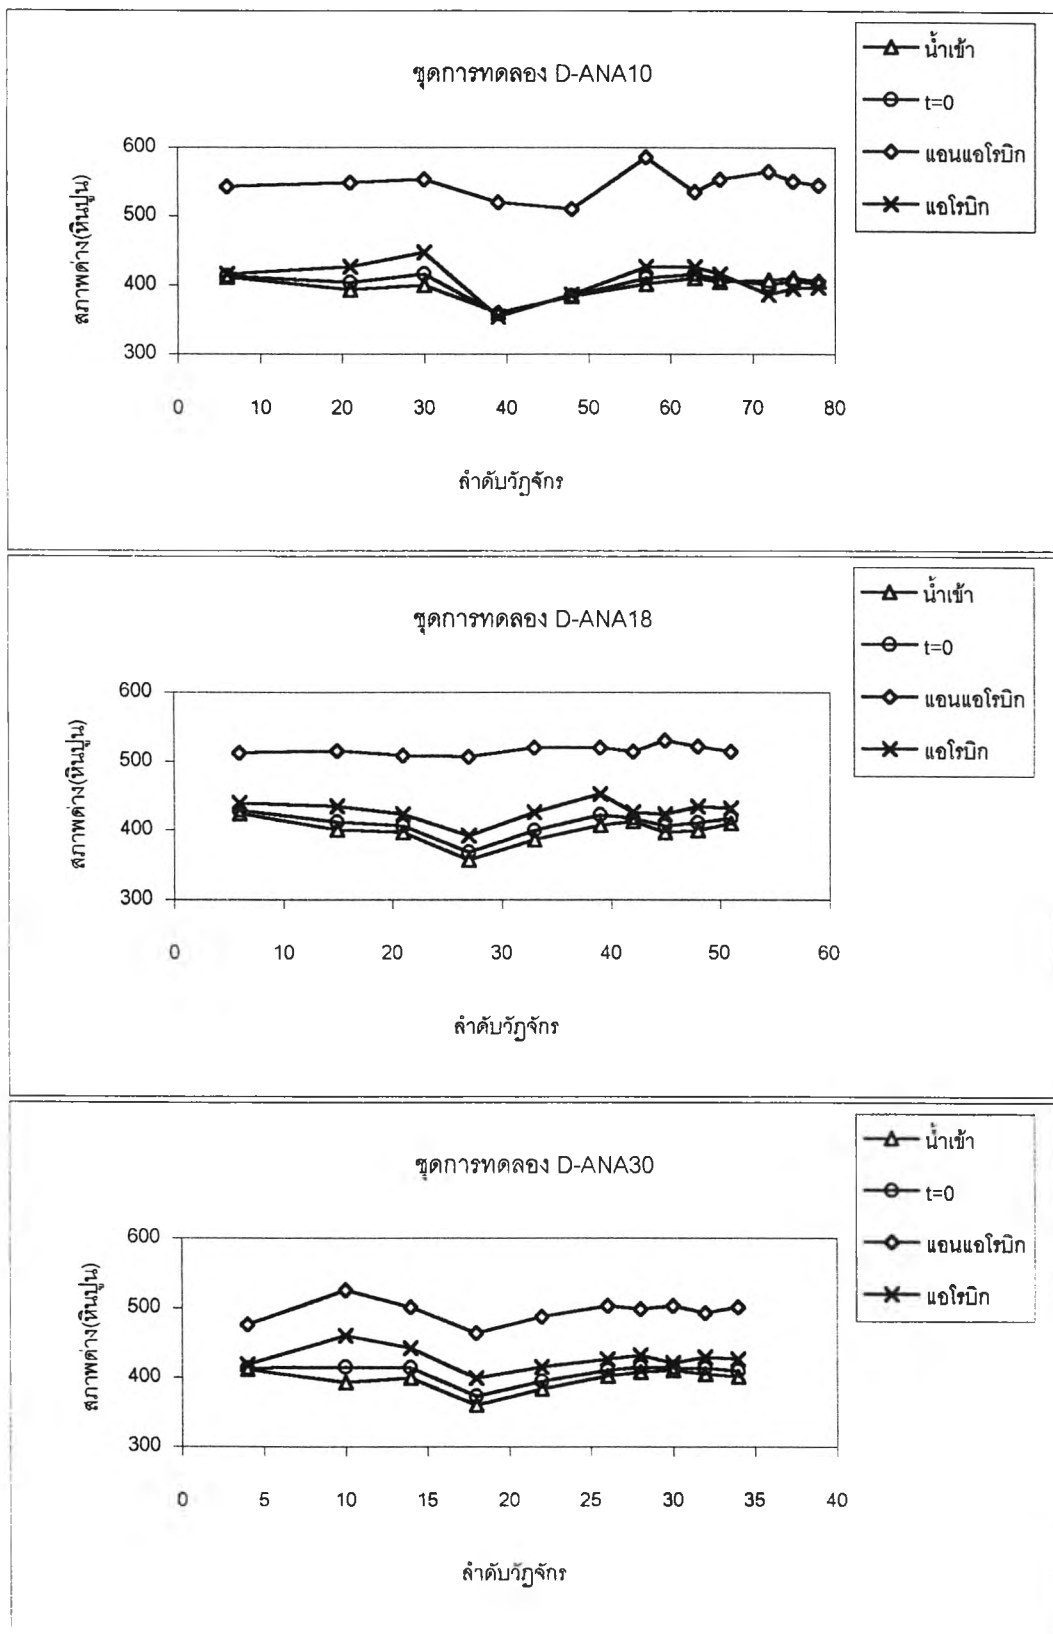 ชุดการทดลอง D-ANA10
น้ำเข้า
t=0
แอนแอโรบิก
แอโรบิก
สภาพด่าง(หินปูน)
600
500
400
300
0 10 20 30 40 50 60 70 80
ลำดับวัฏจักร
ชุดการทดลอง D-ANA18
น้ำเข้า
t=0
แอนแอโรบิก
แอโรบิก
สภาพด่าง(หินปูน)
600
500
400
300
0 10 20 30 40 50 60
ลำดับวัฏจักร
ชุดการทดลอง D-ANA30
น้ำเข้า
t=0
แอนแอโรบิก
แอโรบิก
สภาพด่าง(หินปูน)
600
500
400
300
0 5 10 15 20 25 30 35 40
ลำดับวัฏจักร